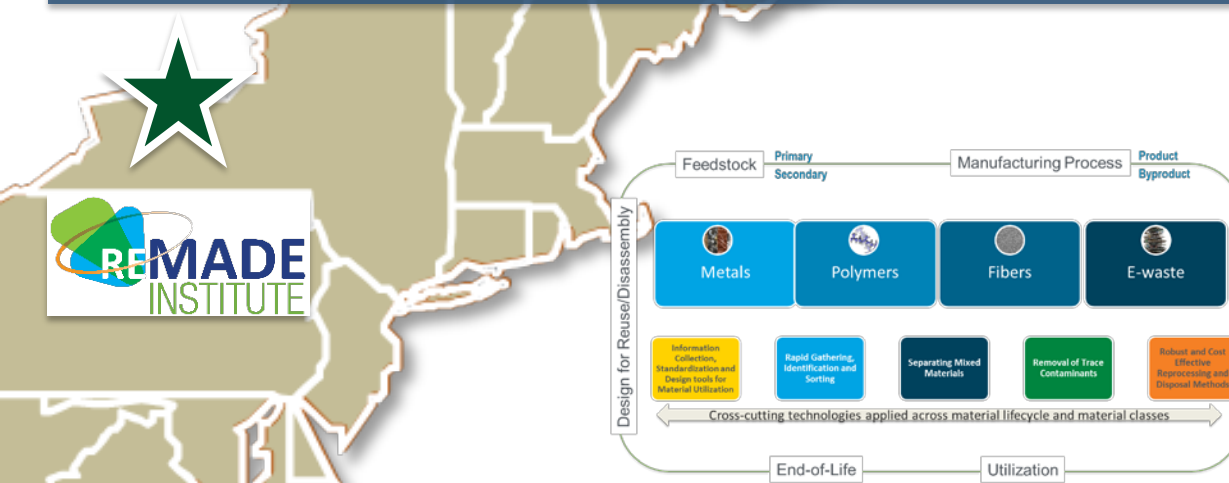 REMADE
INSTITUTE
Feedstock
Primary
Secondary
Manufacturing Process
Product
Byproduct
Design for Reuse/Disassembly
Metals
Polymers
Fibers
E-waste
Information
Collection,
Standardization and
Design tools for
Material Utilization
Rapid Gathering,
Identification and
Sorting
Separating Mixed
Materials
Removal of Trace
Contaminants
Robust and Cost
Effective
Reprocessing and
Disposal Methods
Cross-cutting technologies applied across material lifecycle and material classes
End-of-Life
Utilization